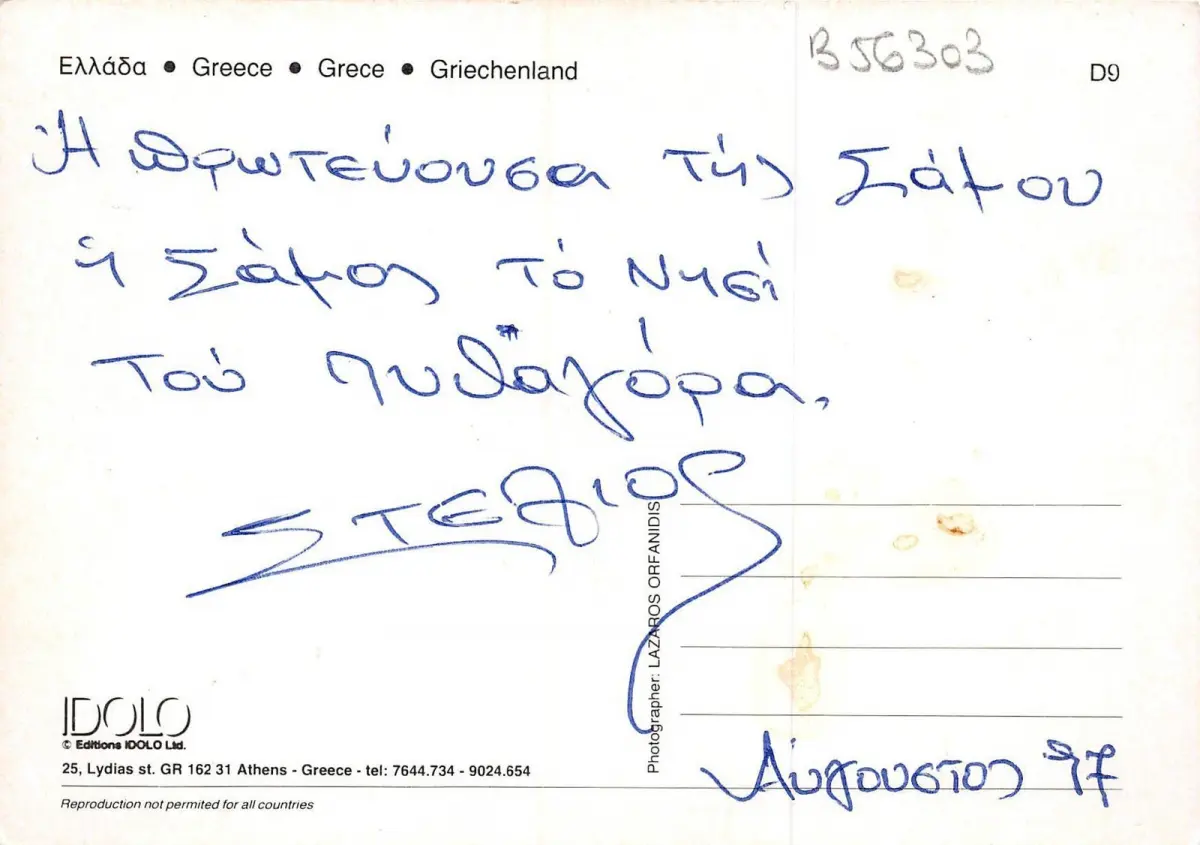 Ελλάδα • Greece • Grece • Griechenland
B 56303
D9
Ἡ πρωτεύουσα τής Σάμου
ἡ Σάμος τό Νησί
τού Πυθαγόρα,
ΣΤΕΛΙΟΣ
Photographer: LAZAROS ORFANIDIS
Αύγουστος 97
IDOLO
© Editions IDOLO Ltd.
25, Lydias st. GR 162 31 Athens - Greece - tel: 7644.734 - 9024.654
Reproduction not permited for all countries